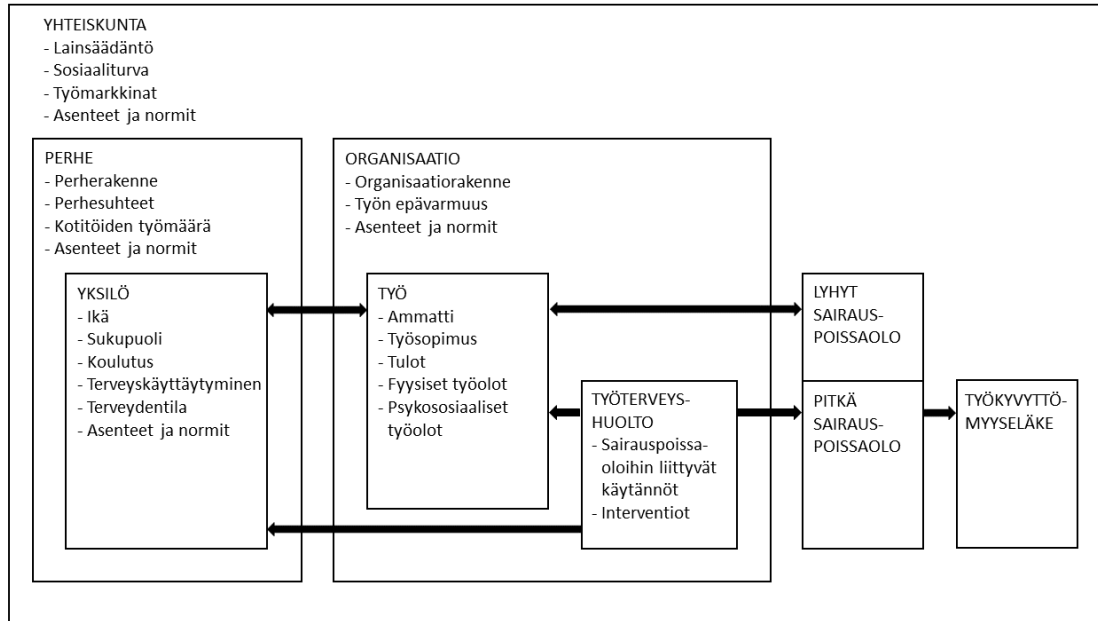 YHTEISKUNTA
- Lainsäädäntö
- Sosiaaliturva
- Työmarkkinat
- Asenteet ja normit
PERHE
- Perherakenne
- Perhesuhteet
- Kotitöiden työmäärä
- Asenteet ja normit
YKSILÖ
- Ikä
- Sukupuoli
- Koulutus
- Terveyskäyttäytyminen
- Terveydentila
- Asenteet ja normit
ORGANISAATIO
- Organisaatiorakenne
- Työn epävarmuus
- Asenteet ja normit
TYÖ
- Ammatti
- Työsopimus
- Tulot
- Fyysiset työolot
- Psykososiaaliset
työolot
TYÖTERVEYS-
HUOLTO
- Sairauspoissa-
oloihin liittyvät
käytännöt
- Interventiot
LYHYT
SAIRAUS-
POISSAOLO
PITKÄ
SAIRAUS-
POISSAOLO
TYÖKYVYTTÖ-
MYYSELÄKE